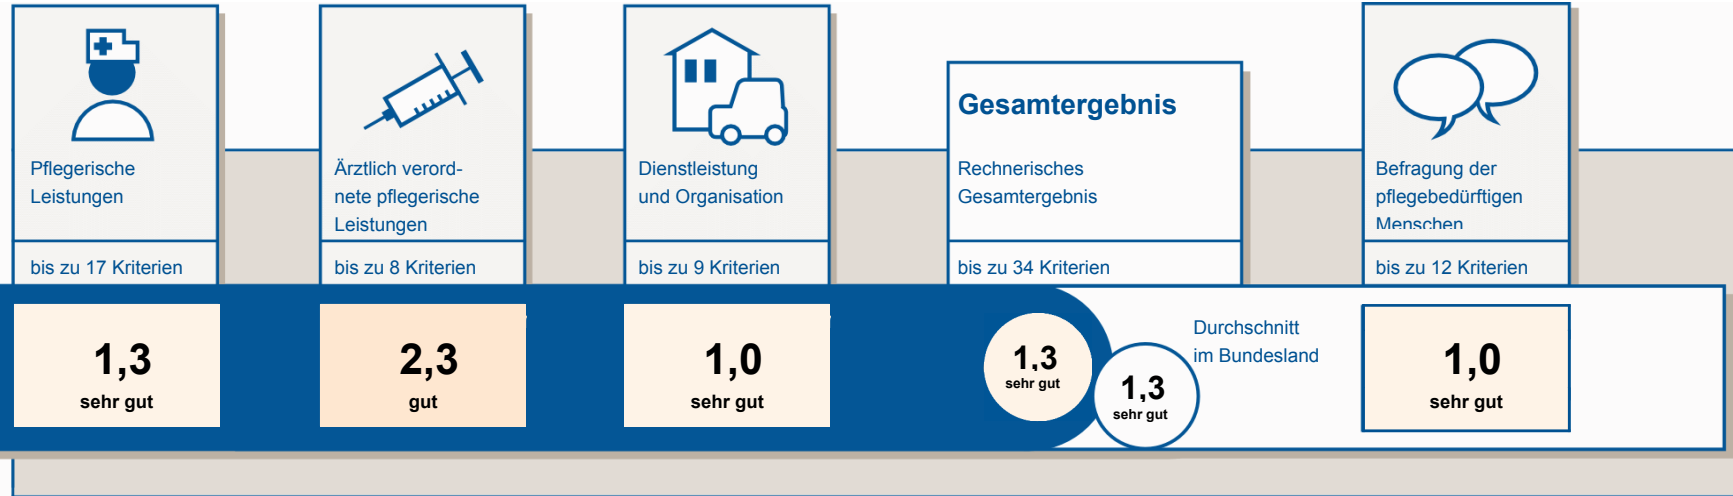 Pflegerische
Leistungen
bis zu 17 Kriterien
1,3
sehr gut
Ärztlich verord-
nete pflegerische
Leistungen
bis zu 8 Kriterien
2,3
gut
Dienstleistung
und Organisation
bis zu 9 Kriterien
1,0
sehr gut
Gesamtergebnis
Rechnerisches
Gesamtergebnis
bis zu 34 Kriterien
1,3
sehr gut
Durchschnitt
im Bundesland
1,3
sehr gut
Befragung der
pflegebedürftigen
Menschen
bis zu 12 Kriterien
1,0
sehr gut